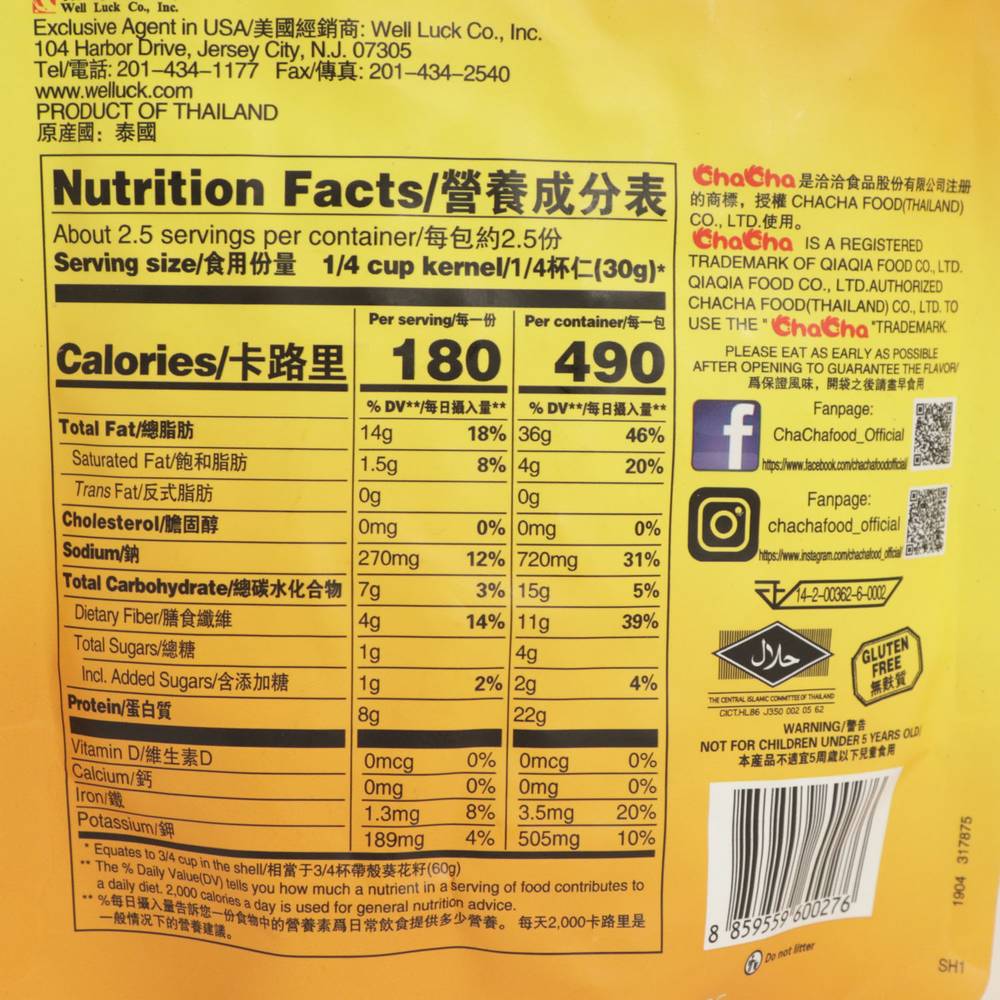 Well Luck Co., Inc.
Exclusive Agent in USA/美國經銷商: Well Luck Co., Inc.
104 Harbor Drive, Jersey City, N.J. 07305
Tel/電話: 201-434-1177 Fax/傳真: 201-434-2540
www.welluck.com
PRODUCT OF THAILAND
原産國: 泰國
Nutrition Facts/營養成分表
About 2.5 servings per container/每包約2.5份
Serving size/食用份量 1/4 cup kernel/1/4杯仁(30g)*
Per serving/每一份 Per container/每一包
Calories/卡路里 180 490
% DV**/每日攝入量** % DV**/每日攝入量**
Total Fat/總脂肪 14g 18% 36g 46%
Saturated Fat/飽和脂肪 1.5g 8% 4g 20%
Trans Fat/反式脂肪 0g 0g
Cholesterol/膽固醇 0mg 0% 0mg 0%
Sodium/鈉 270mg 12% 720mg 31%
Total Carbohydrate/總碳水化合物 7g 3% 15g 5%
Dietary Fiber/膳食纖維 4g 14% 11g 39%
Total Sugars/總糖 1g 4g
Incl. Added Sugars/含添加糖 1g 2% 2g 4%
Protein/蛋白質 8g 22g
Vitamin D/維生素D 0mcg 0% 0mcg 0%
Calcium/鈣 0mg 0% 0mg 0%
Iron/鐵 1.3mg 8% 3.5mg 20%
Potassium/鉀 189mg 4% 505mg 10%
* Equates to 3/4 cup in the shell/相當于3/4杯帶殼葵花籽(60g)
** The % Daily Value(DV) tells you how much a nutrient in a serving of food contributes to
a daily diet. 2,000 calories a day is used for general nutrition advice.
** %每日攝入量告訴您一份食物中的營養素爲日常飲食提供多少營養。 每天2,000卡路里是
一般情况下的營養建議。
ChaCha 是洽洽食品股份有限公司注册
的商標，授權 CHACHA FOOD(THAILAND)
CO., LTD.使用。
ChaCha IS A REGISTERED
TRADEMARK OF QIAQIA FOOD CO., LTD.
QIAQIA FOOD CO., LTD.AUTHORIZED
CHACHA FOOD(THAILAND) CO., LTD. TO
USE THE "ChaCha"TRADEMARK.
PLEASE EAT AS EARLY AS POSSIBLE
AFTER OPENING TO GUARANTEE THE FLAVOR/
爲保證風味，開袋之後請盡早食用
Fanpage:
ChaChafood_Official
https://www.facebook.com/chachafoodofficial
Fanpage:
chachafood_official
https://www.instagram.com/chachafood_official
14-2-00362-6-0002
حلال
THE CENTRAL ISLAMIC COMMITTEE OF THAILAND
CICT.HL.86 J350 002 05 62
GLUTEN
FREE
無麩質
WARNING/警告
NOT FOR CHILDREN UNDER 5 YEARS OLD/
本產品不適宜5周歲以下兒童食用
8 859559 600276
1904 317875
Do not litter
SH1